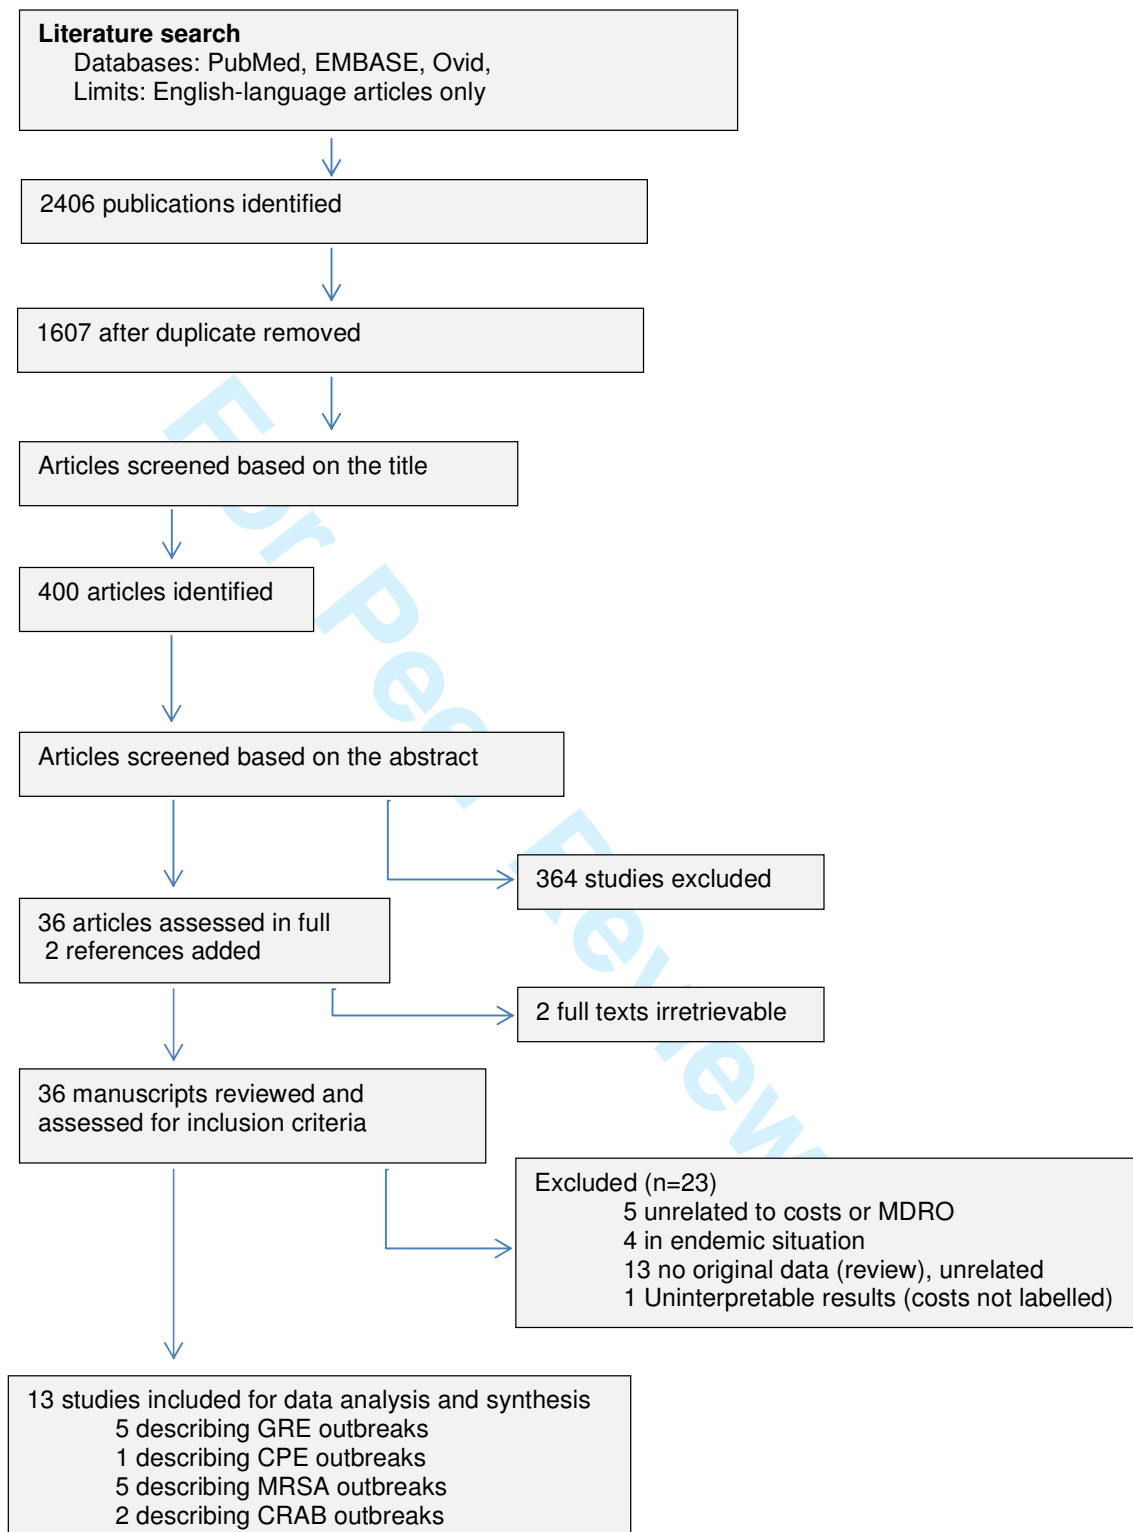 Literature search
Databases: PubMed, EMBASE, Ovid,
Limits: English-language articles only
2406 publications identified
1607 after duplicate removed
Articles screened based on the title
400 articles identified
Articles screened based on the abstract
364 studies excluded
36 articles assessed in full
2 references added
2 full texts irretrievable
36 manuscripts reviewed and
assessed for inclusion criteria
Excluded (n=23)
5 unrelated to costs or MDRO
4 in endemic situation
13 no original data (review), unrelated
1 Uninterpretable results (costs not labelled)
13 studies included for data analysis and synthesis
5 describing GRE outbreaks
1 describing CPE outbreaks
5 describing MRSA outbreaks
2 describing CRAB outbreaks
For Peer Review